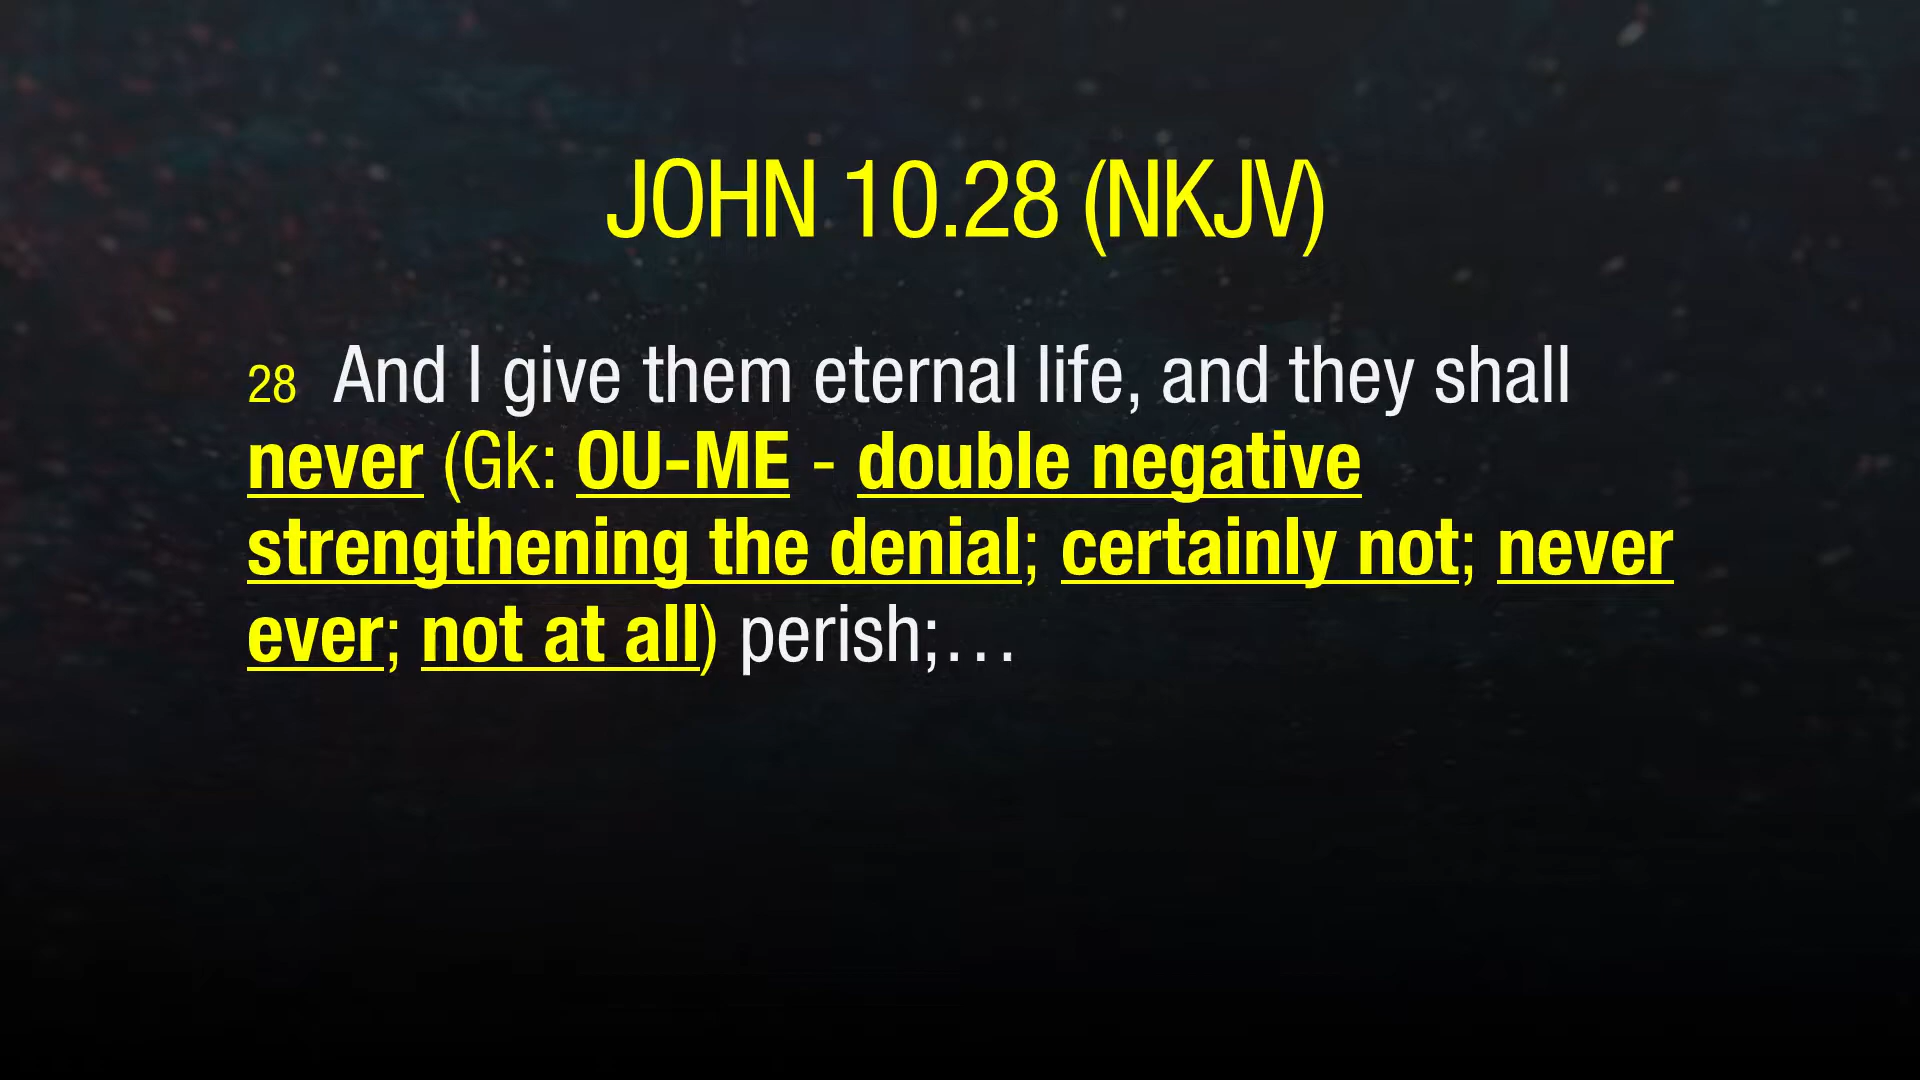 JOHN 10.28 (NKJV)
28 And I give them eternal life, and they shall
never (Gk: OU-ME - double negative
strengthening the denial; certainly not; never
ever; not at all) perish;…